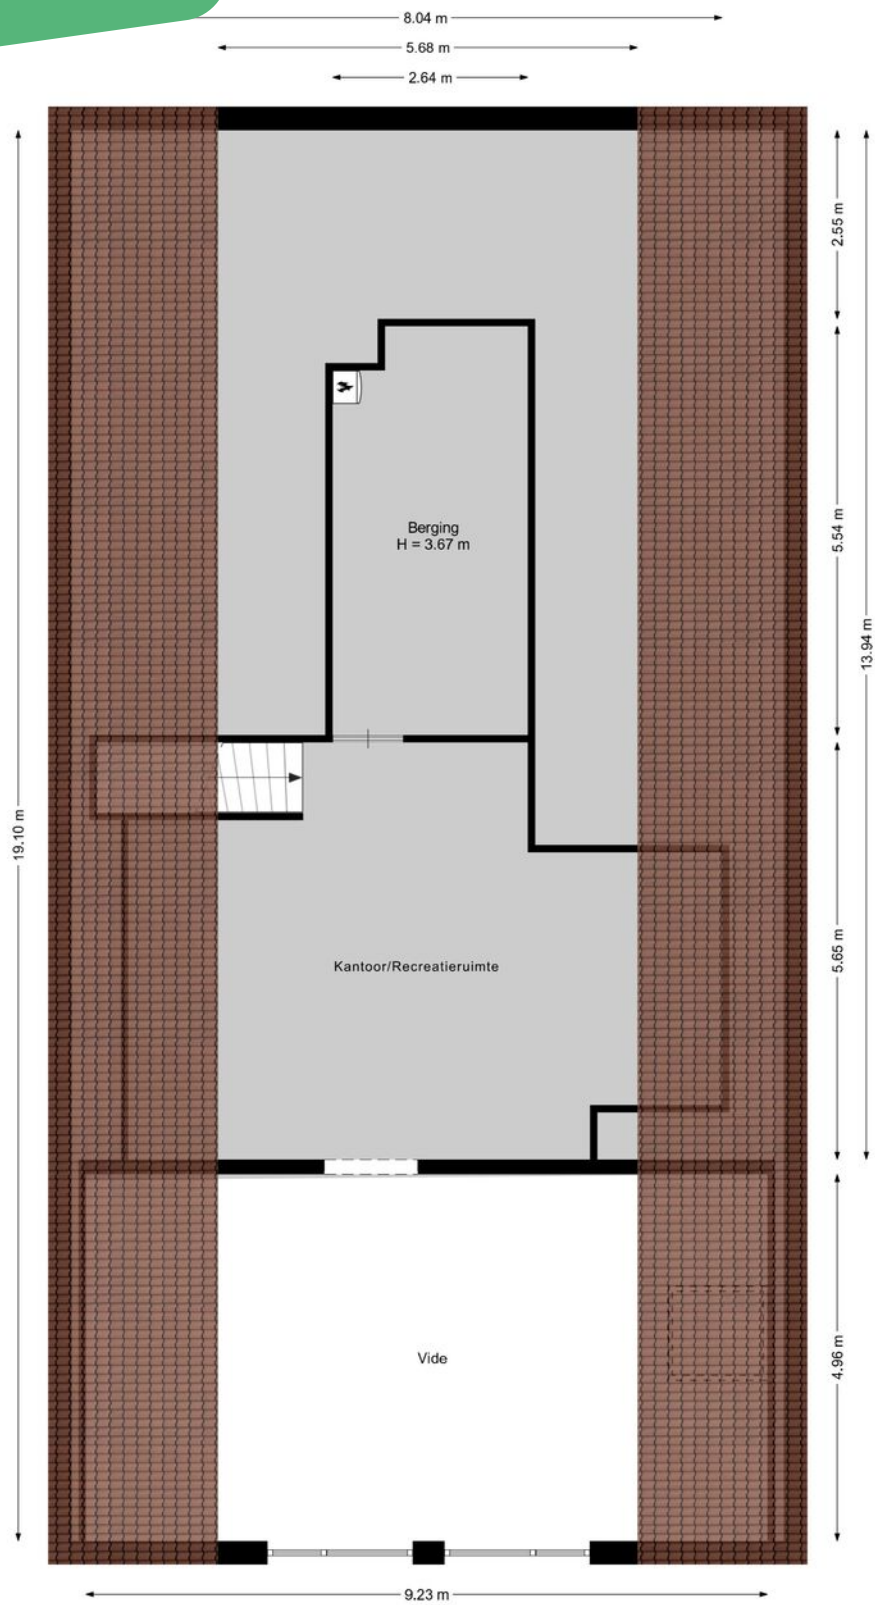 8.04 m
5.68 m
2.64 m
2.55 m
5.54 m
Berging
H = 3.67 m
13.94 m
19.10 m
5.65 m
Kantoor/Recreatieruimte
Vide
4.96 m
9.23 m